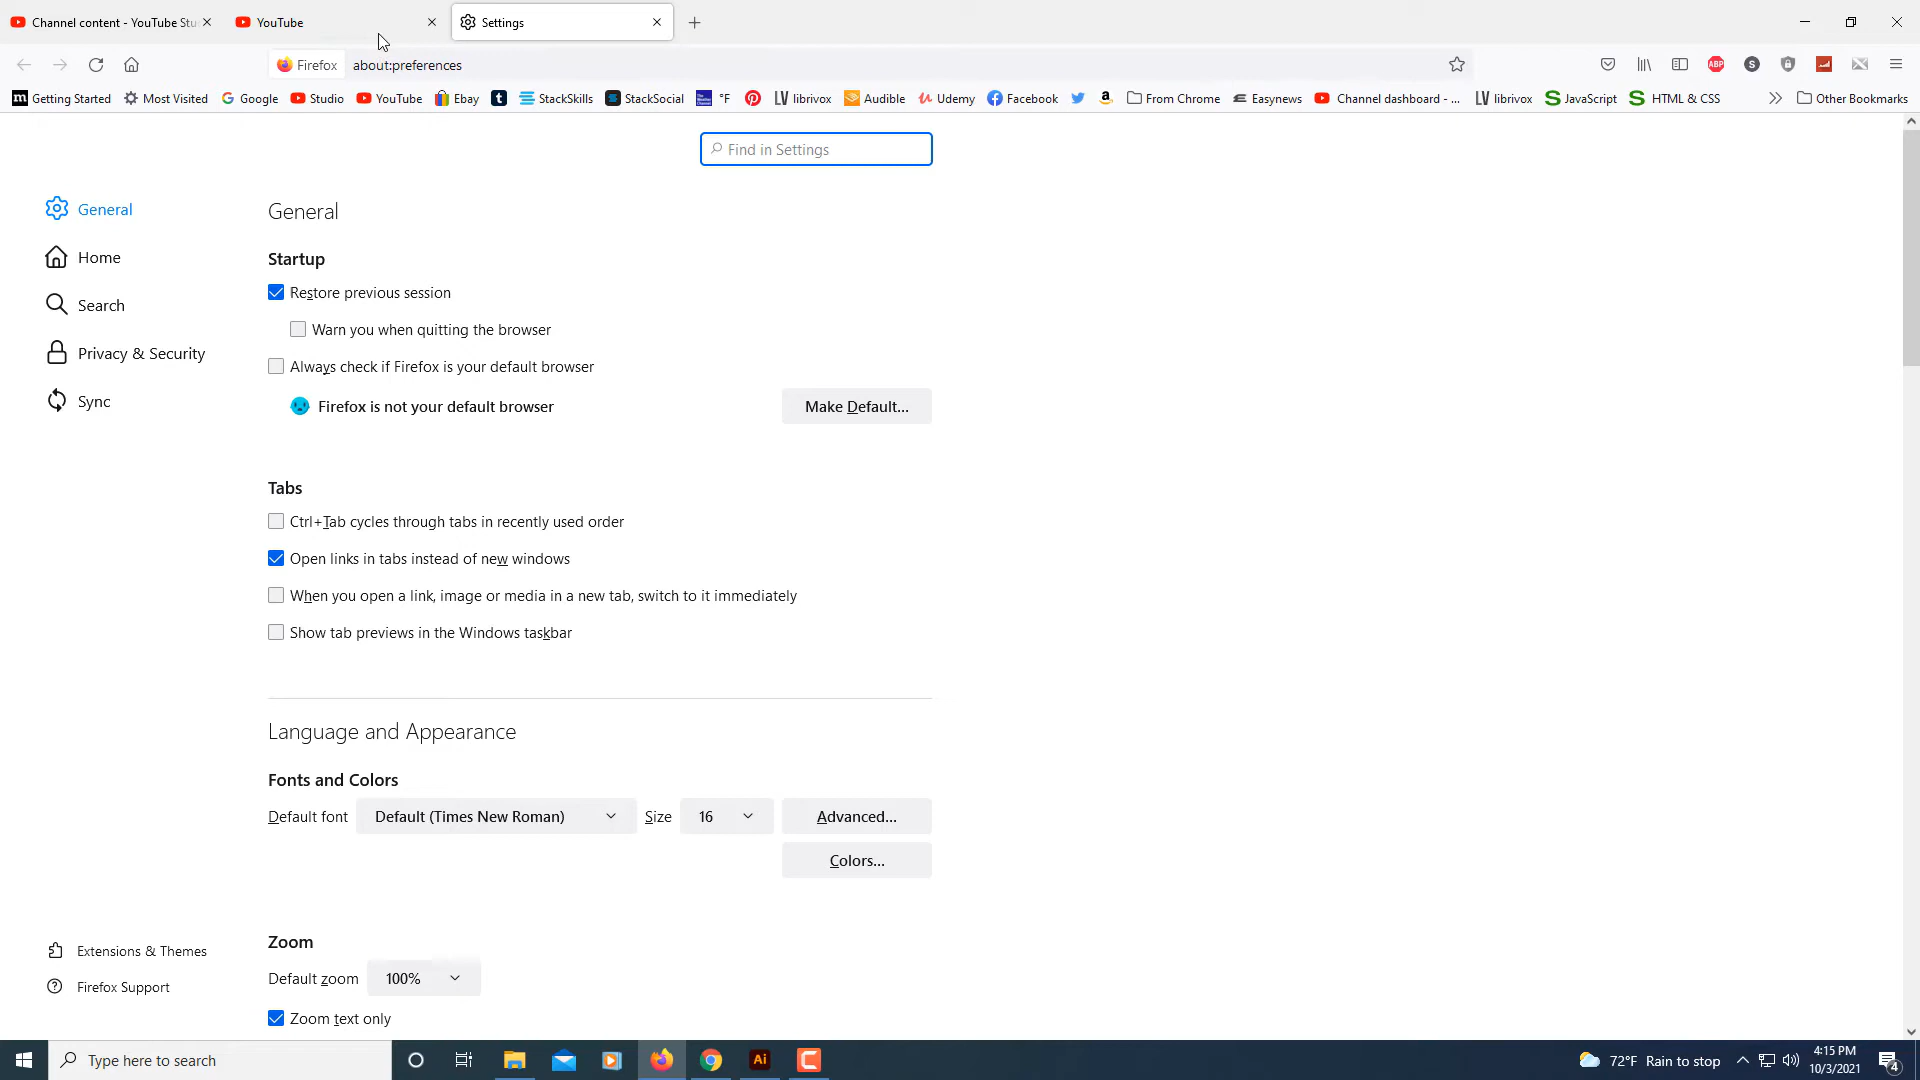 Channel content - YouTube Stu
YouTube
Settings
Firefox about:preferences
ABP S
Getting Started Most Visited Google Studio YouTube Ebay StackSkills StackSocial °F librivox Audible Udemy Facebook From Chrome Easynews Channel dashboard - ... librivox JavaScript HTML & CSS Other Bookmarks
Find in Settings
General
Home
Search
Privacy & Security
Sync
Extensions & Themes
Firefox Support
General
Startup
Restore previous session
Warn you when quitting the browser
Always check if Firefox is your default browser
Firefox is not your default browser Make Default...
Tabs
Ctrl+Tab cycles through tabs in recently used order
Open links in tabs instead of new windows
When you open a link, image or media in a new tab, switch to it immediately
Show tab previews in the Windows taskbar
Language and Appearance
Fonts and Colors
Default font Default (Times New Roman) Size 16 Advanced...
Colors...
Zoom
Default zoom 100%
Zoom text only
Type here to search
Ai
72°F Rain to stop
4:15 PM
10/3/2021
4